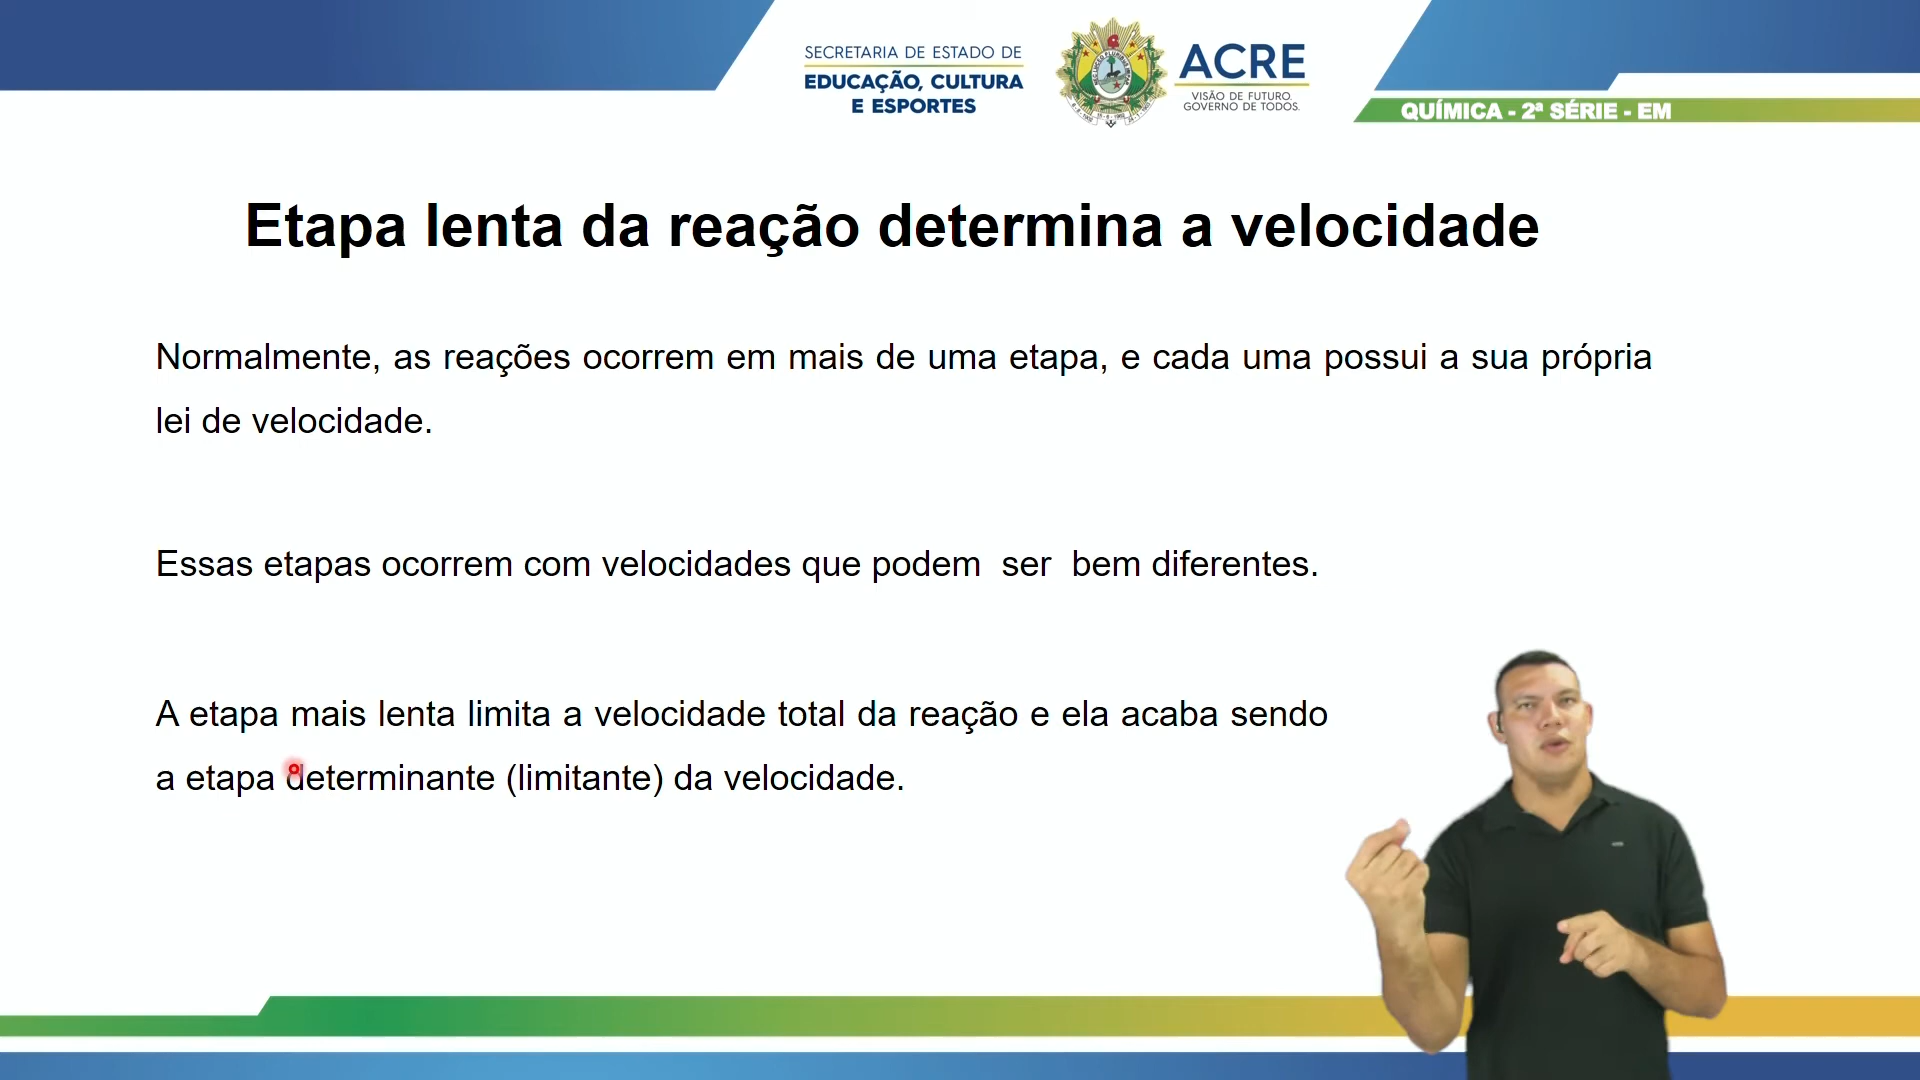 SECRETARIA DE ESTADO DE
EDUCAÇÃO, CULTURA
E ESPORTES
ACRE
VISÃO DE FUTURO.
GOVERNO DE TODOS.
QUÍMICA - 2ª SÉRIE - EM
Etapa lenta da reação determina a velocidade
Normalmente, as reações ocorrem em mais de uma etapa, e cada uma possui a sua própria
lei de velocidade.
Essas etapas ocorrem com velocidades que podem ser bem diferentes.
A etapa mais lenta limita a velocidade total da reação e ela acaba sendo
a etapa determinante (limitante) da velocidade.